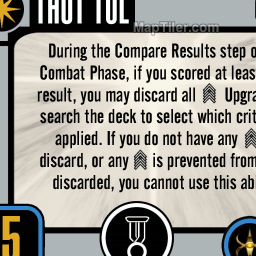 THOT TOL
MapTiler.com
During the Compare Results step o
Combat Phase, if you scored at leas
result, you may discard all Upgra
search the deck to select which crit
applied. If you do not have any
discard, or any is prevented from
discarded, you cannot use this ab
5